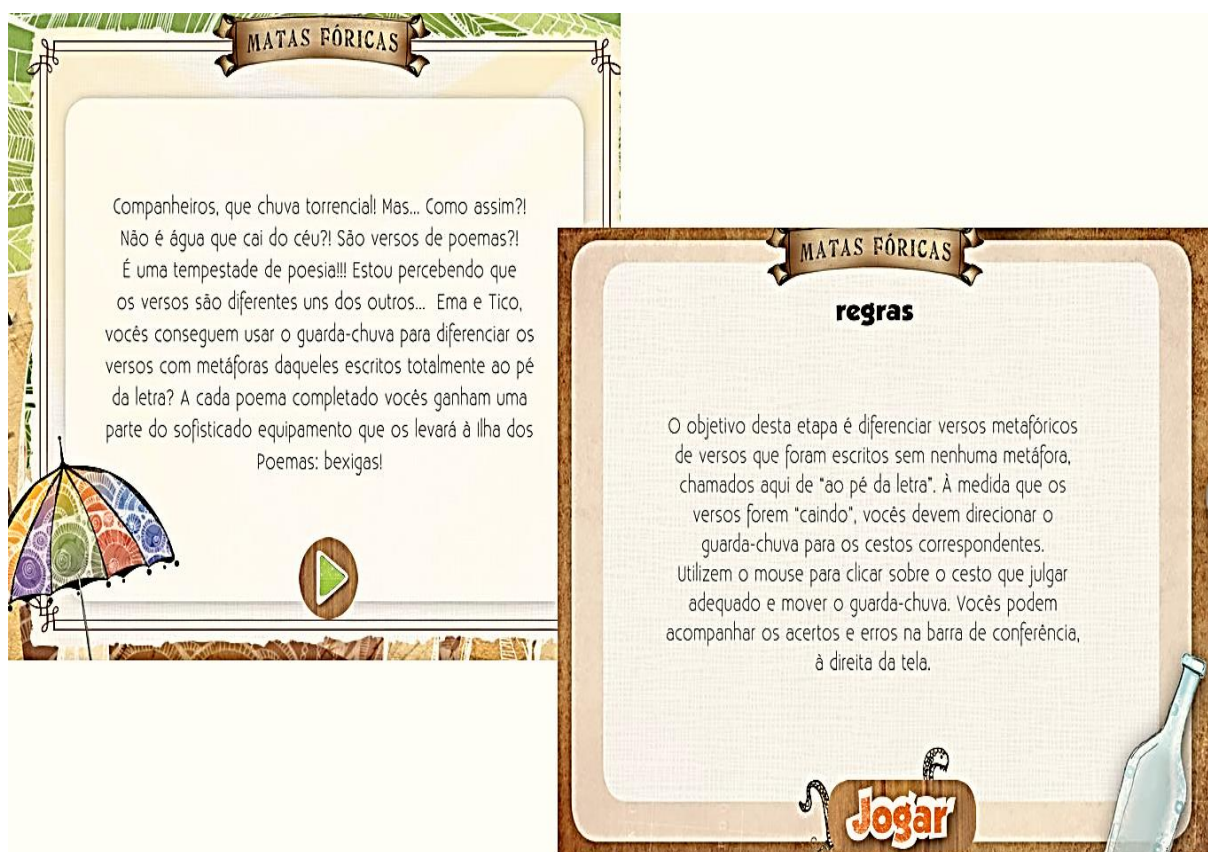 MATAS FÓRICAS
Companheiros, que chuva torrencial! Mas... Como assim?!
Não é água que cai do céu?! São versos de poemas?!
É uma tempestade de poesia!!! Estou percebendo que
os versos são diferentes uns dos outros... Ema e Tico,
vocês conseguem usar o guarda-chuva para diferenciar os
versos com metáforas daqueles escritos totalmente ao pé
da letra? A cada poema completado vocês ganham uma
parte do sofisticado equipamento que os levará à Ilha dos
Poemas: bexigas!
MATAS FÓRICAS
regras
O objetivo desta etapa é diferenciar versos metafóricos
de versos que foram escritos sem nenhuma metáfora,
chamados aqui de "ao pé da letra". À medida que os
versos forem "caindo", vocês devem direcionar o
guarda-chuva para os cestos correspondentes.
Utilizem o mouse para clicar sobre o cesto que julgar
adequado e mover o guarda-chuva. Vocês podem
acompanhar os acertos e erros na barra de conferência,
à direita da tela.
Jogar